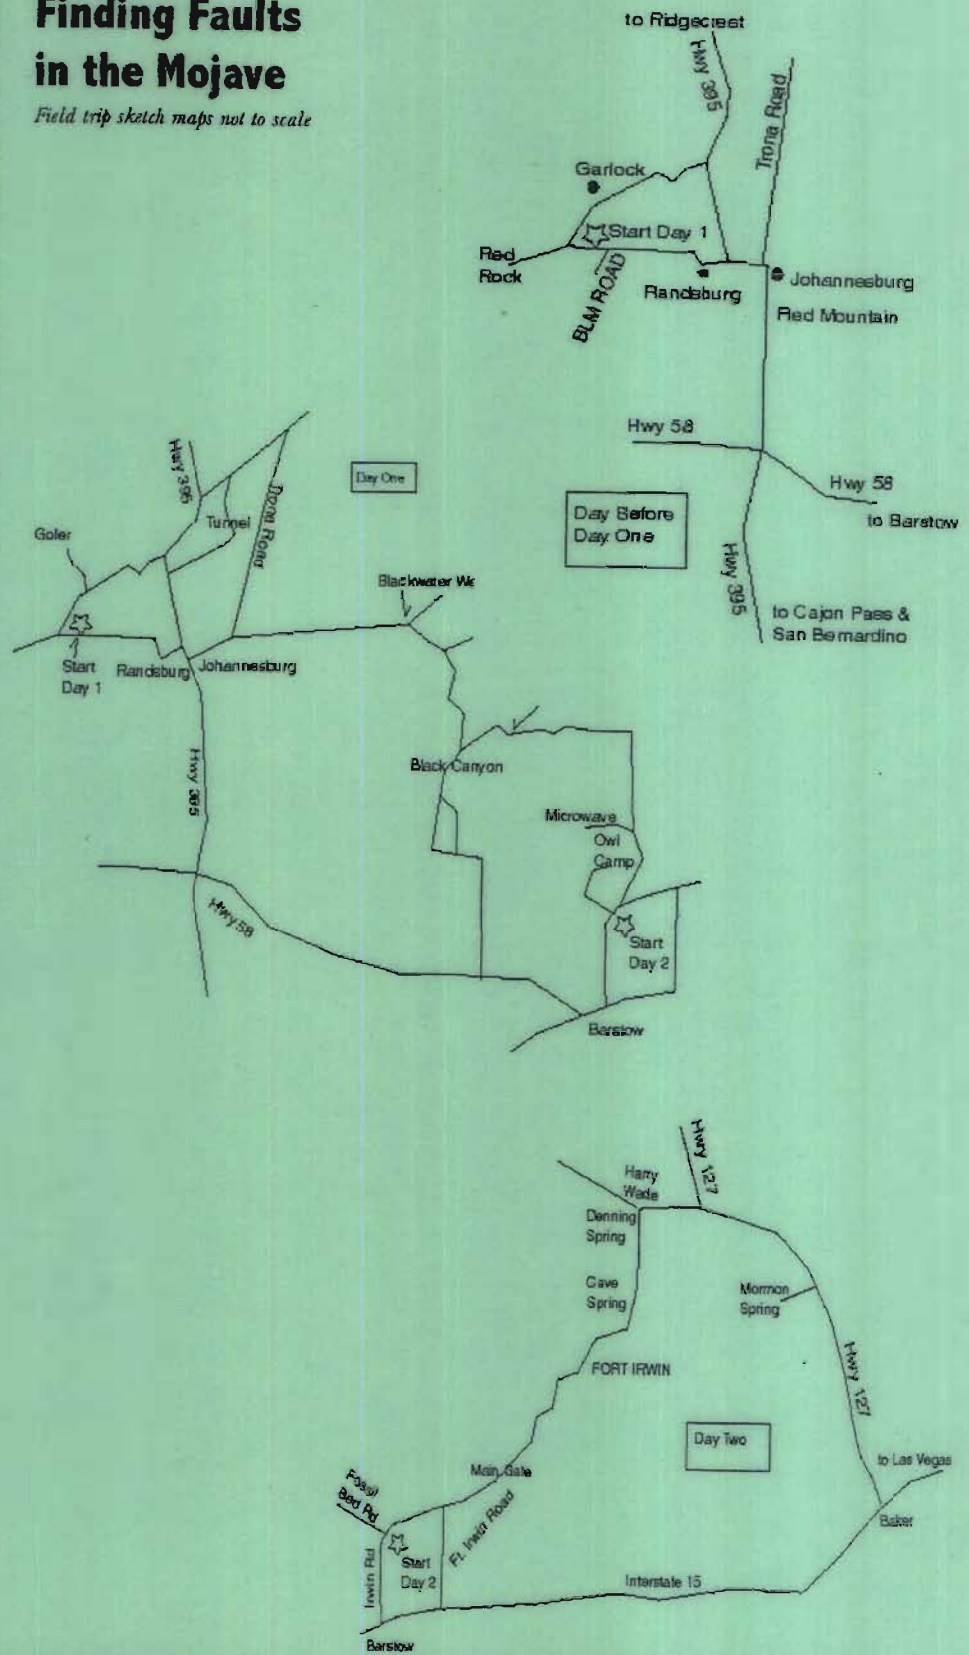 Finding Faults
in the Mojave
Field trip sketch maps not to scale
to Ridgecrest
Hwy 395
Trona Road
Garlock
Start Day 1
Red
Rock
BLM ROAD
Randsburg
Johannesburg
Red Mountain
Hwy 58
Hwy 58
to Barstow
Day Before
Day One
Hwy 395
to Cajon Pass &
San Bernardino
Hwy 395
Day One
Trona Road
Tunnel
Goler
Blackwater We
Start
Day 1
Randsburg
Johannesburg
Hwy 395
Black Canyon
Microwave
Owl
Camp
Hwy 58
Start
Day 2
Barstow
Hwy 127
Harry
Wade
Denning
Spring
Cave
Spring
Mormon
Spring
FORT IRWIN
Hwy 127
Day Two
to Las Vegas
Main Gate
Fossil
Bed Rd
Ft. Irwin Road
Baker
Irwin Rd
Start
Day 2
Interstate 15
Barstow